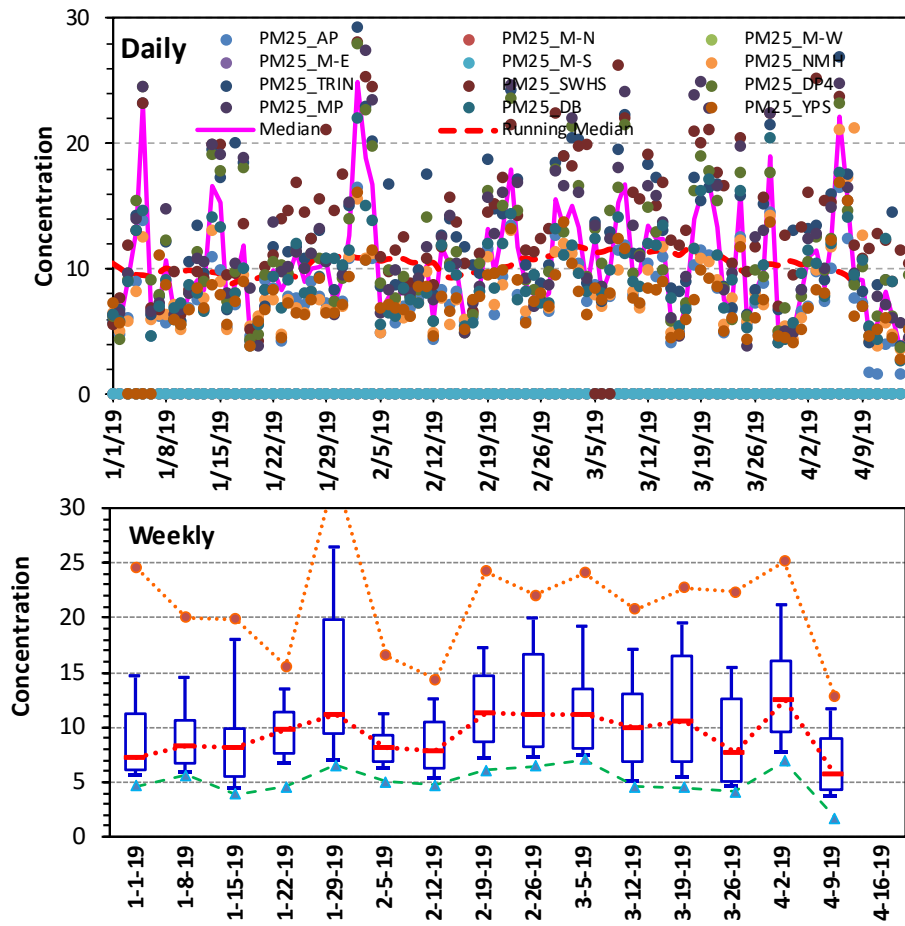 30
Daily
PM25_AP PM25_M-N PM25_M-W
PM25_M-E PM25_M-S PM25_NMH
PM25_TRIN PM25_SWHS PM25_DP4
PM25_MP PM25_DB PM25_YPS
Median Running Median
20
10
0
Concentration
1/1/19 1/8/19 1/15/19 1/22/19 1/29/19 2/5/19 2/12/19 2/19/19 2/26/19 3/5/19 3/12/19 3/19/19 3/26/19 4/2/19 4/9/19
30
Weekly
25
20
15
10
5
0
Concentration
1-1-19 1-8-19 1-15-19 1-22-19 1-29-19 2-5-19 2-12-19 2-19-19 2-26-19 3-5-19 3-12-19 3-19-19 3-26-19 4-2-19 4-9-19 4-16-19